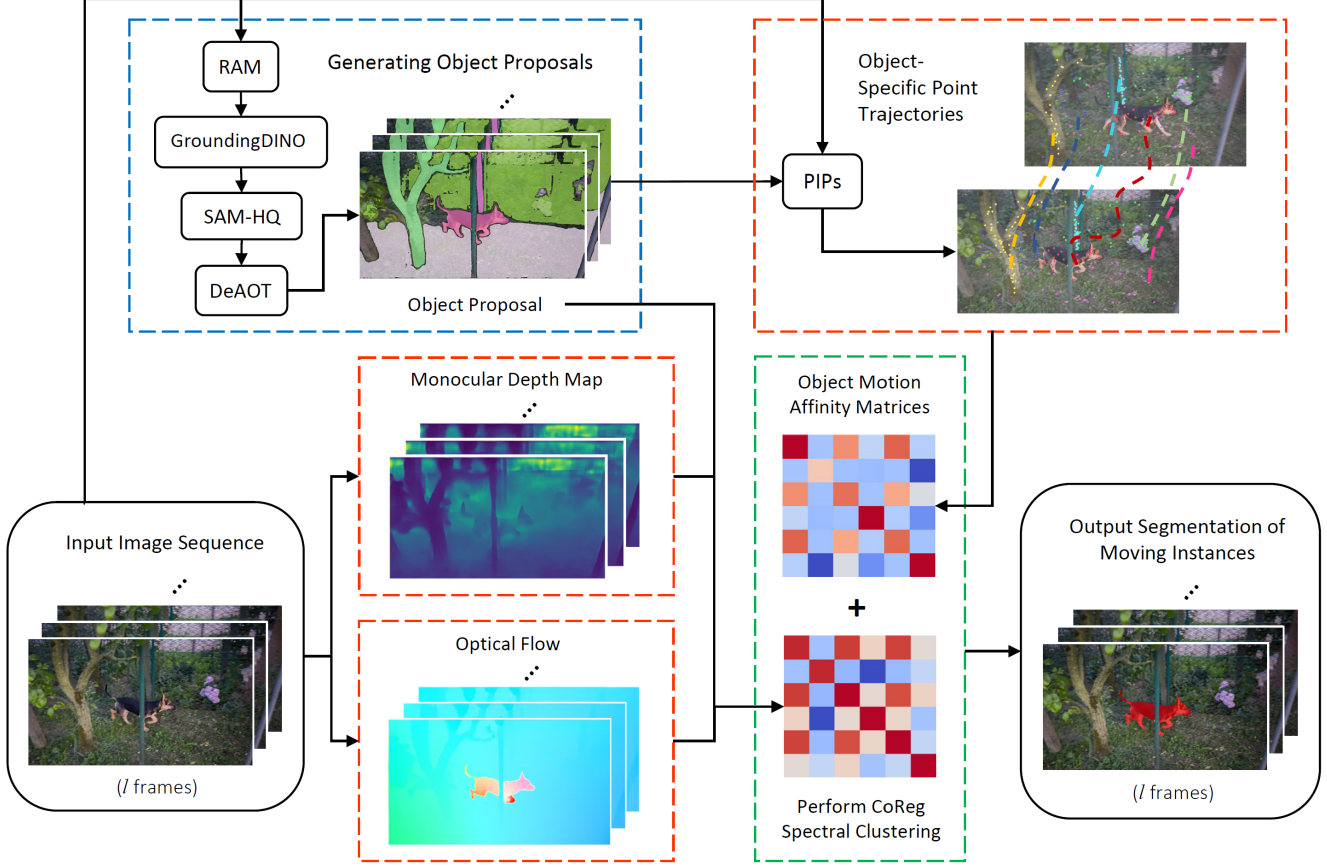 RAM
GroundingDINO
SAM-HQ
DeAOT
Generating Object Proposals
Object Proposal
PIPs
Object-
Specific Point
Trajectories
Monocular Depth Map
Optical Flow
Input Image Sequence
(l frames)
Object Motion
Affinity Matrices
+
Perform CoReg
Spectral Clustering
Output Segmentation of
Moving Instances
(l frames)